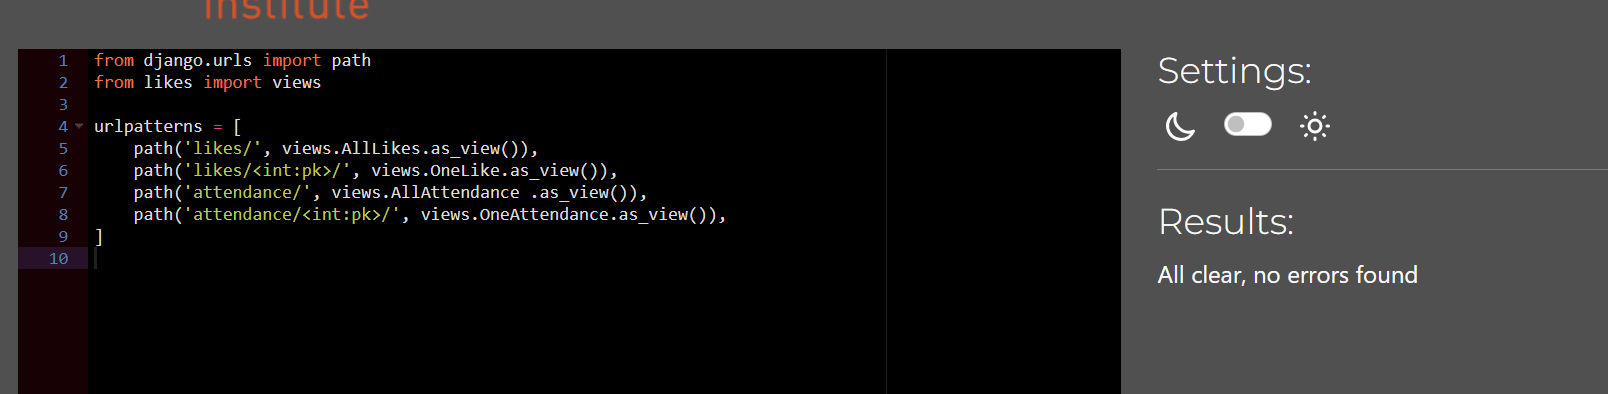 Institute
1 from django.urls import path
2 from likes import views
3
4 urlpatterns = [
5 path('likes/', views.AllLikes.as_view()),
6 path('likes/<int:pk>/', views.OneLike.as_view()),
7 path('attendance/', views.AllAttendance .as_view()),
8 path('attendance/<int:pk>/', views.OneAttendance.as_view()),
9 ]
10
Settings:
Results:
All clear, no errors found